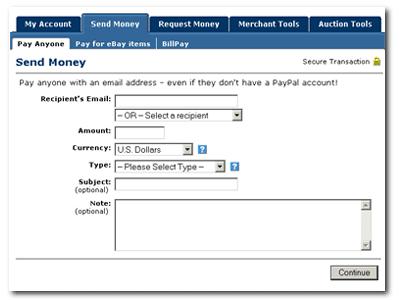 My Account Send Money Request Money Merchant Tools Auction Tools
Pay Anyone Pay for eBay items BillPay
Send Money Secure Transaction
Pay anyone with an email address - even if they don't have a PayPal account!
Recipient's Email:
-- OR -- Select a recipient
Amount:
Currency: U.S. Dollars ?
Type: -- Please Select Type -- ?
Subject:
(optional)
Note:
(optional)
Continue